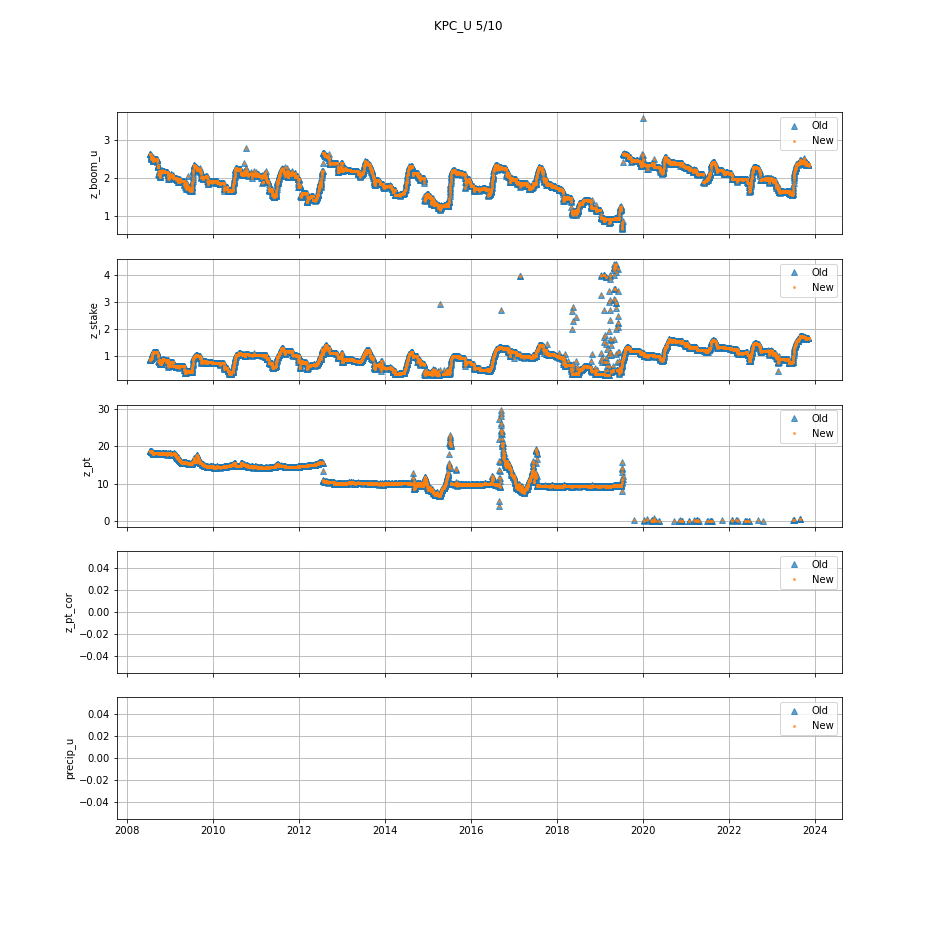 KPC_U 5/10
z_boom_u
3
2
1
Old
New
z_stake
4
3
2
1
Old
New
z_pt
30
20
10
0
Old
New
z_pt_cor
0.04
0.02
0.00
−0.02
−0.04
Old
New
precip_u
0.04
0.02
0.00
−0.02
−0.04
Old
New
2008 2010 2012 2014 2016 2018 2020 2022 2024